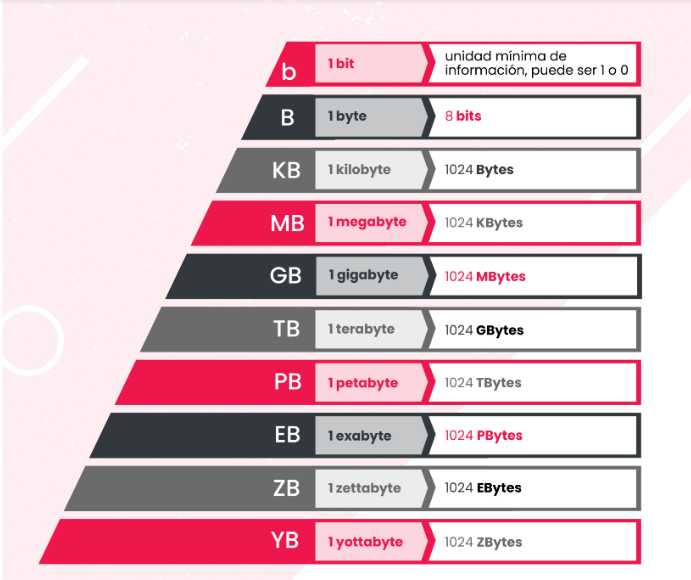 b 1 bit unidad mínima de
información, puede ser 1 o 0
B 1 byte 8 bits
KB 1 kilobyte 1024 Bytes
MB 1 megabyte 1024 KBytes
GB 1 gigabyte 1024 MBytes
TB 1 terabyte 1024 GBytes
PB 1 petabyte 1024 TBytes
EB 1 exabyte 1024 PBytes
ZB 1 zettabyte 1024 EBytes
YB 1 yottabyte 1024 ZBytes